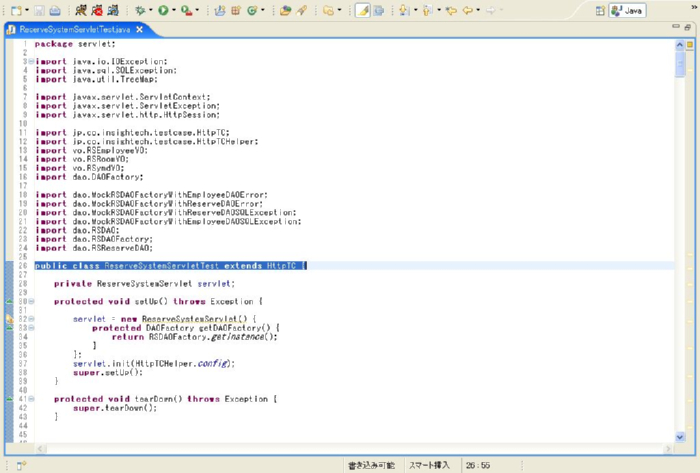 Java
ReserveSystemServletTest.java
1 package servlet;
2
3 import java.io.IOException;
4 import java.sql.SQLException;
5 import java.util.TreeMap;
6
7 import javax.servlet.ServletContext;
8 import javax.servlet.ServletException;
9 import javax.servlet.http.HttpSession;
10
11 import jp.co.insightech.testcase.HttpTC;
12 import jp.co.insightech.testcase.HttpTCHelper;
13 import vo.RSEmployeeVO;
14 import vo.RSRoomVO;
15 import vo.RSymdVO;
16 import dao.DAOFactory;
17
18 import dao.MockRSDAOFactoryWithEmployeeDAOError;
19 import dao.MockRSDAOFactoryWithReserveDAOError;
20 import dao.MockRSDAOFactoryWithReserveDAOSQLException;
21 import dao.MockRSDAOFactoryWithEmployeeDAOSQLException;
22 import dao.RSDAO;
23 import dao.RSDAOFactory;
24 import dao.RSReserveDAO;
25
26 public class ReserveSystemServletTest extends HttpTC {
27
28 private ReserveSystemServlet servlet;
29
30 protected void setUp() throws Exception {
31
32 servlet = new ReserveSystemServlet() {
33 protected DAOFactory getDAOFactory() {
34 return RSDAOFactory.getInstance();
35 }
36 };
37 servlet.init(HttpTCHelper.config);
38 super.setUp();
39 }
40
41 protected void tearDown() throws Exception {
42 super.tearDown();
43 }
44
45
書き込み可能 スマート挿入 26:55